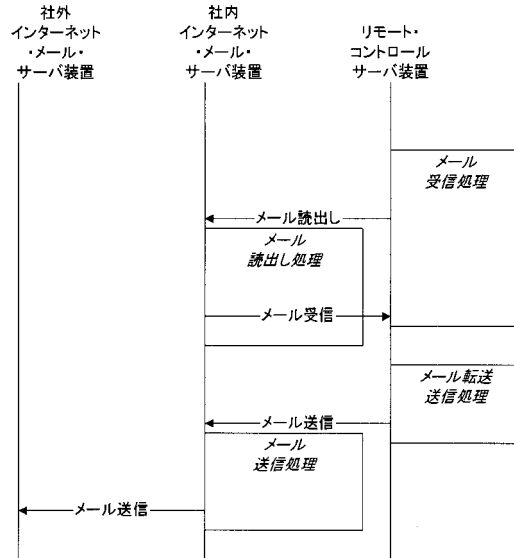 社外
インターネット
・メール・
サーバ装置
社内
インターネット
・メール・
サーバ装置
リモート・
コントロール
サーバ装置
メール
受信処理
メール読出し
メール
読出し処理
メール受信
メール転送
送信処理
メール送信
メール
送信処理
メール送信